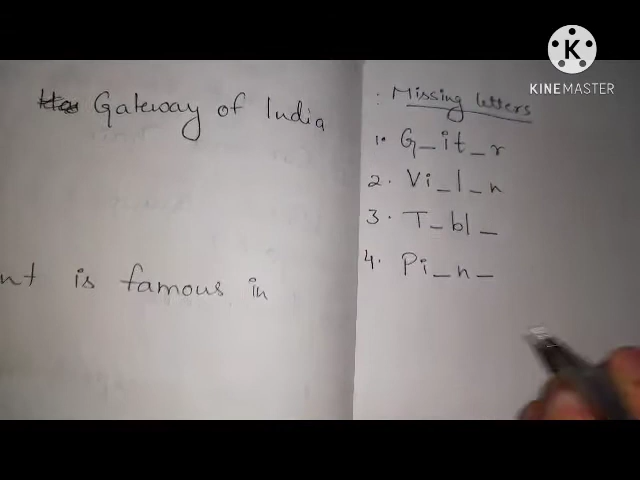 Gateway of India
nt is famous in
: Missing letters
1. G_it_r
2. Vi_l_n
3. T_bl_
4. Pi_n_
K
KINEMASTER